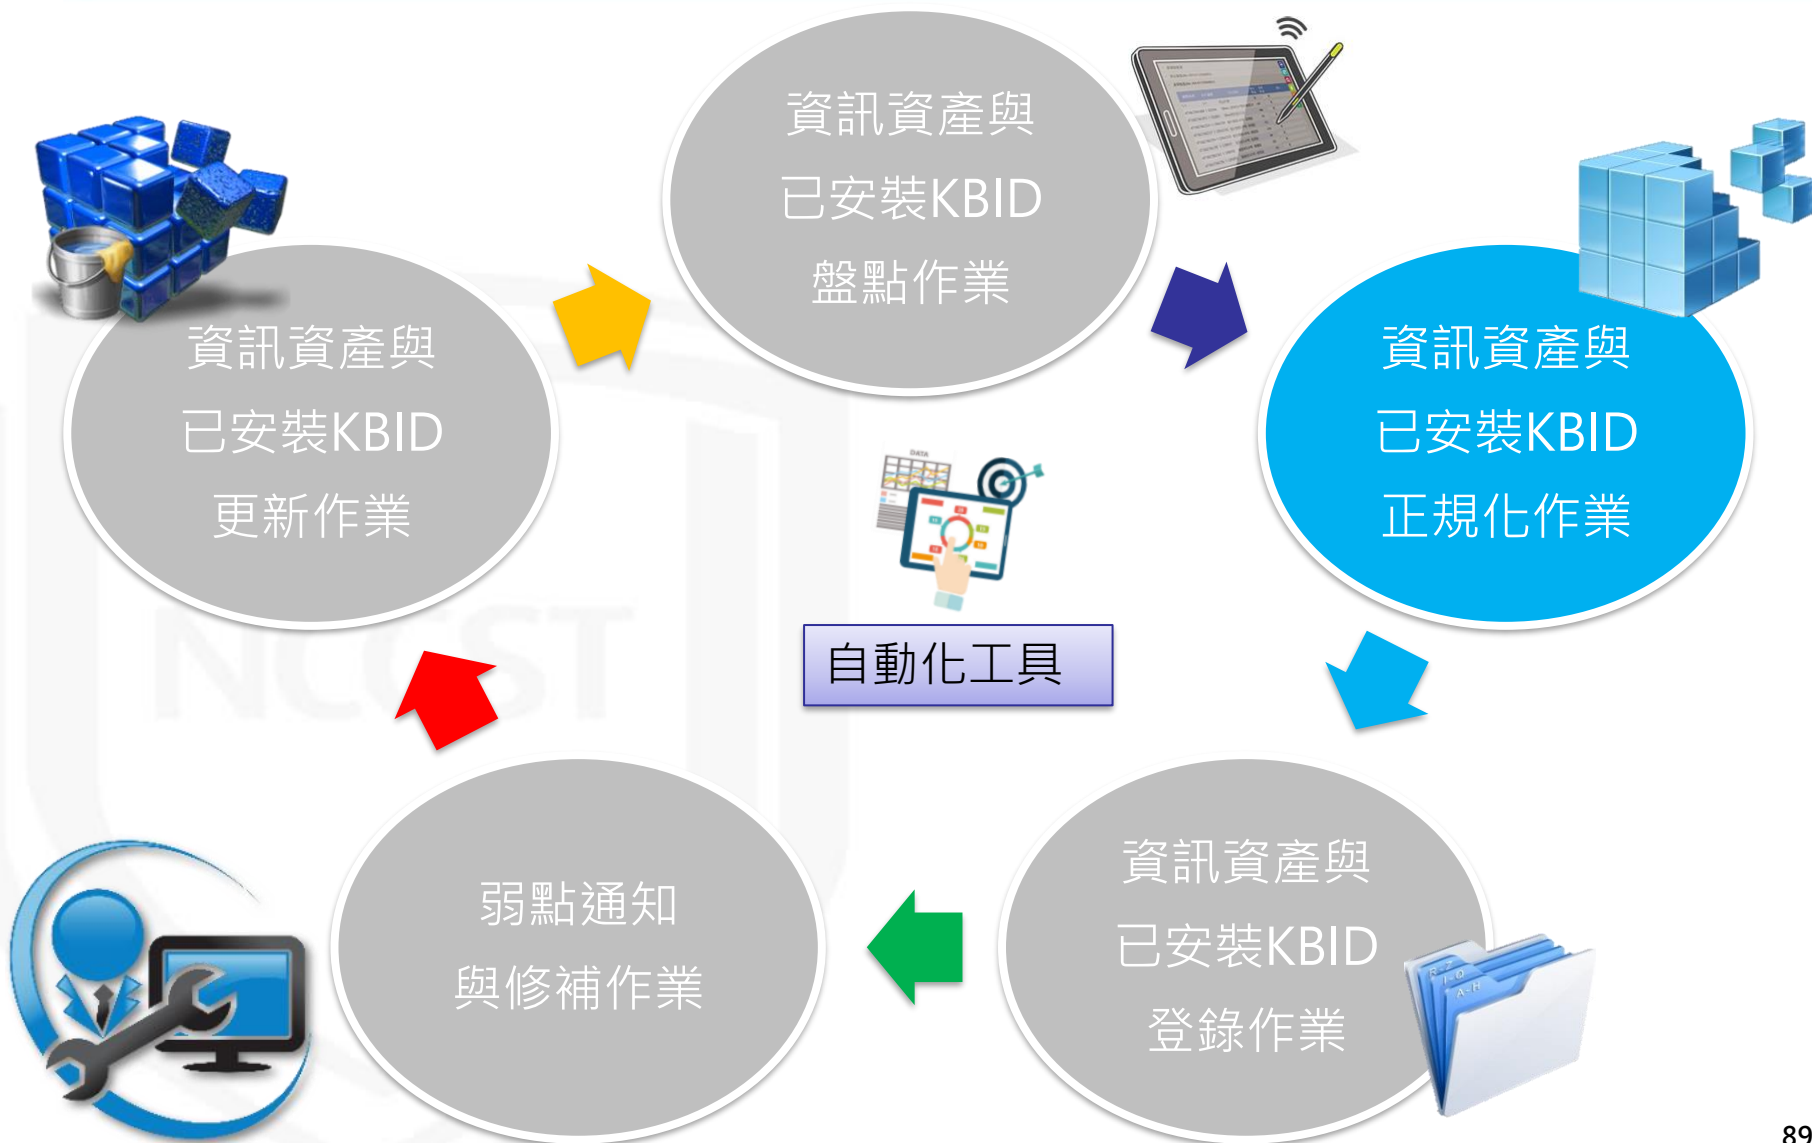 資訊資產與
已安裝KBID
盤點作業
資訊資產與
已安裝KBID
正規化作業
資訊資產與
已安裝KBID
登錄作業
弱點通知
與修補作業
資訊資產與
已安裝KBID
更新作業
DATA
自動化工具
R-Z
I-Q
A-H
NCCST
89